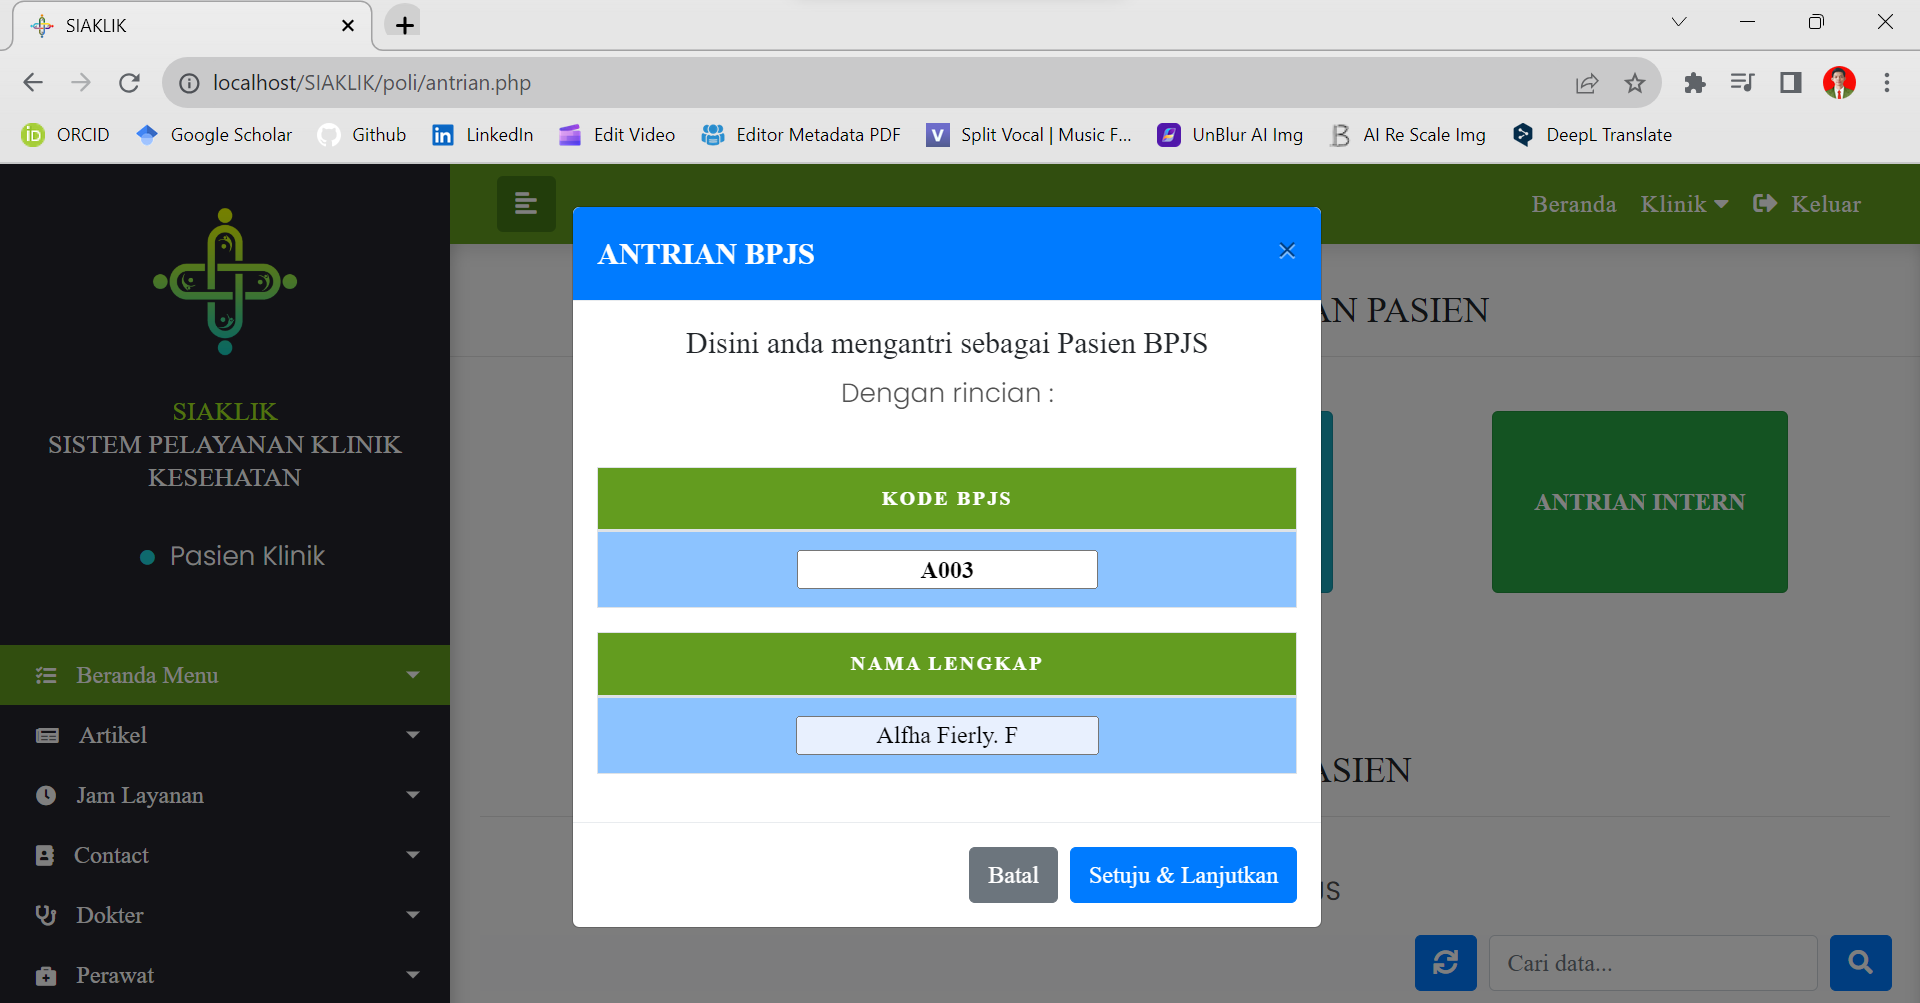 SIAKLIK
localhost/SIAKLIK/poli/antrian.php
iD ORCID Google Scholar Github in LinkedIn Edit Video Editor Metadata PDF V Split Vocal | Music F... UnBlur AI Img AI Re Scale Img DeepL Translate
Beranda Klinik Keluar
SIAKLIK
SISTEM PELAYANAN KLINIK
KESEHATAN
Pasien Klinik
Beranda Menu
Artikel
Jam Layanan
Contact
Dokter
Perawat
ANTRIAN BPJS ×
Disini anda mengantri sebagai Pasien BPJS
Dengan rincian :
KODE BPJS
A003
NAMA LENGKAP
Alfha Fierly. F
Batal Setuju & Lanjutkan
PASIEN
ANTRIAN INTERN
Cari data...